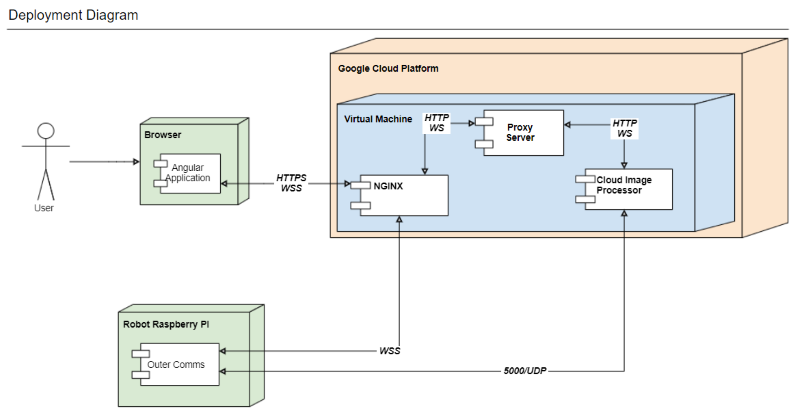 Deployment Diagram
Google Cloud Platform
Virtual Machine
HTTP
WS
Proxy
Server
HTTP
WS
Browser
Angular
Application
HTTPS
WSS
NGINX
Cloud Image
Processor
User
Robot Raspberry Pi
Outer Comms
WSS
5000/UDP